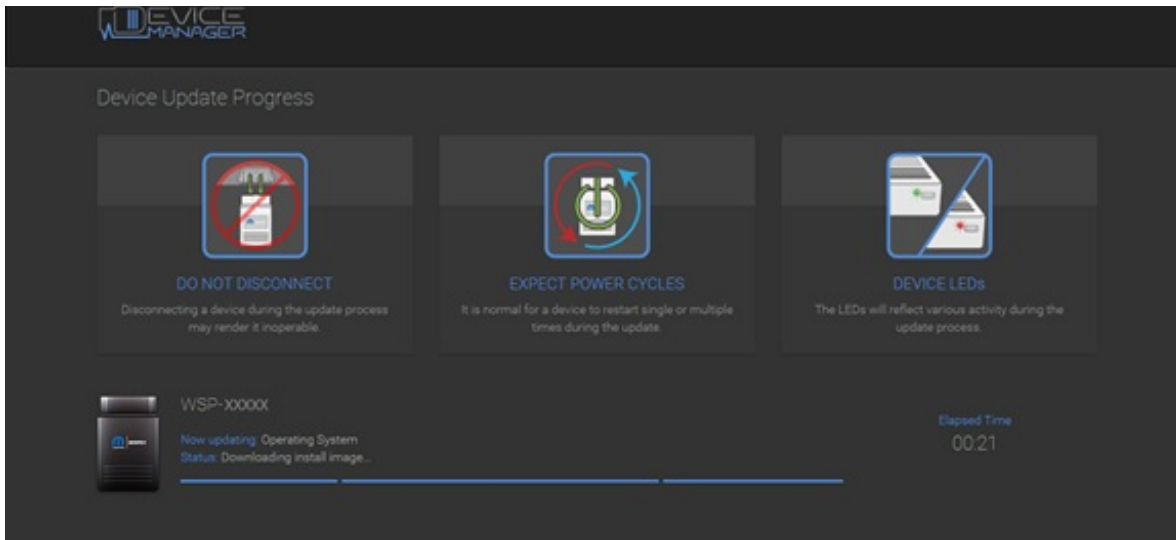 DEVICE
MANAGER
Device Update Progress
DO NOT DISCONNECT
Disconnecting a device during the update process
may render it inoperable.
EXPECT POWER CYCLES
It is normal for a device to restart single or multiple
times during the update.
DEVICE LEDs
The LEDs will reflect various activity during the
update process.
WSP-XXXXX
Now updating: Operating System
Status: Downloading install image...
Elapsed Time
00:21